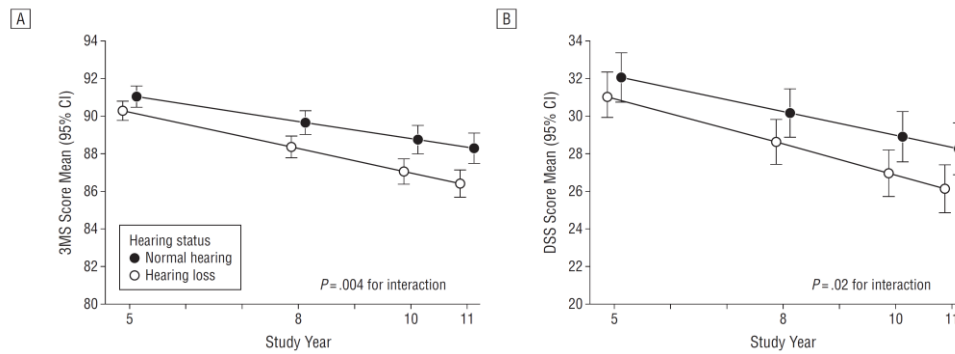 A
94
92
90
88
86
84
82
80
3MS Score Mean (95% CI)
Hearing status
Normal hearing
Hearing loss
P = .004 for interaction
5
8
10
11
Study Year
B
34
32
30
28
26
24
22
20
DSS Score Mean (95% CI)
P = .02 for interaction
5
8
10
11
Study Year